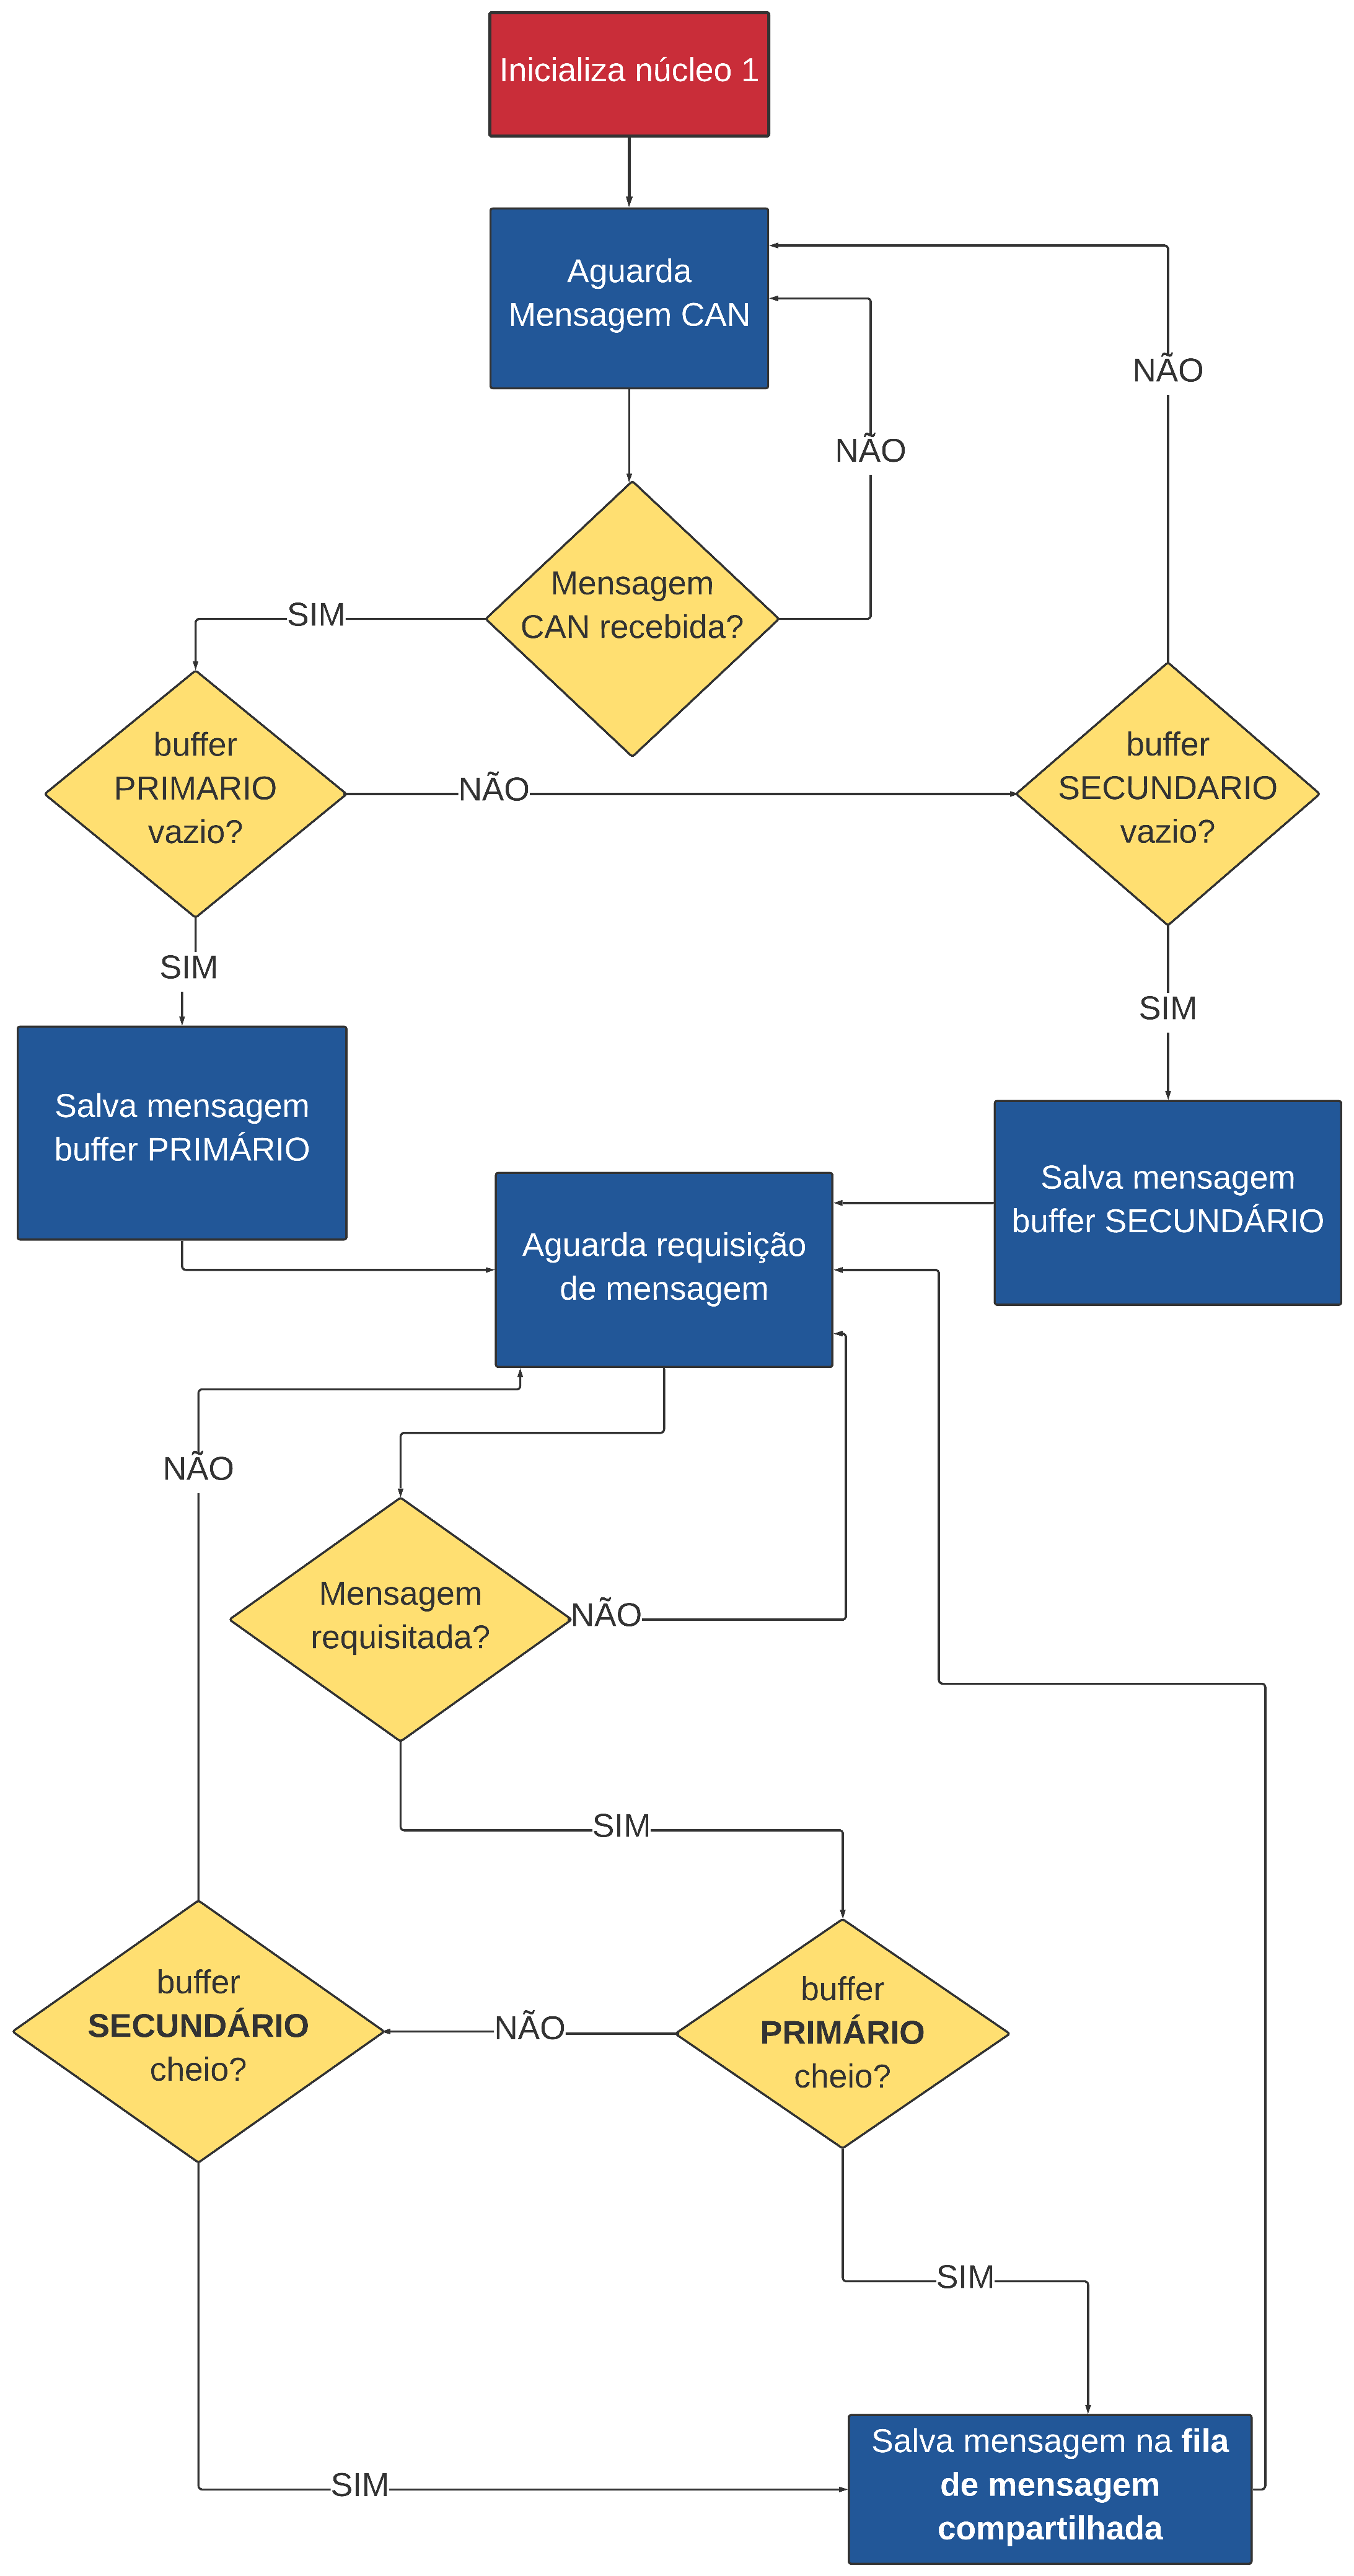 Inicializa núcleo 1
Aguarda
Mensagem CAN
NÃO
NÃO
Mensagem
CAN recebida?
SIM
buffer
PRIMARIO
vazio?
NÃO
buffer
SECUNDARIO
vazio?
SIM
SIM
Salva mensagem
buffer PRIMÁRIO
Salva mensagem
buffer SECUNDÁRIO
Aguarda requisição
de mensagem
NÃO
Mensagem
requisitada?
NÃO
SIM
buffer
SECUNDÁRIO
cheio?
NÃO
buffer
PRIMÁRIO
cheio?
SIM
SIM
Salva mensagem na fila
de mensagem
compartilhada